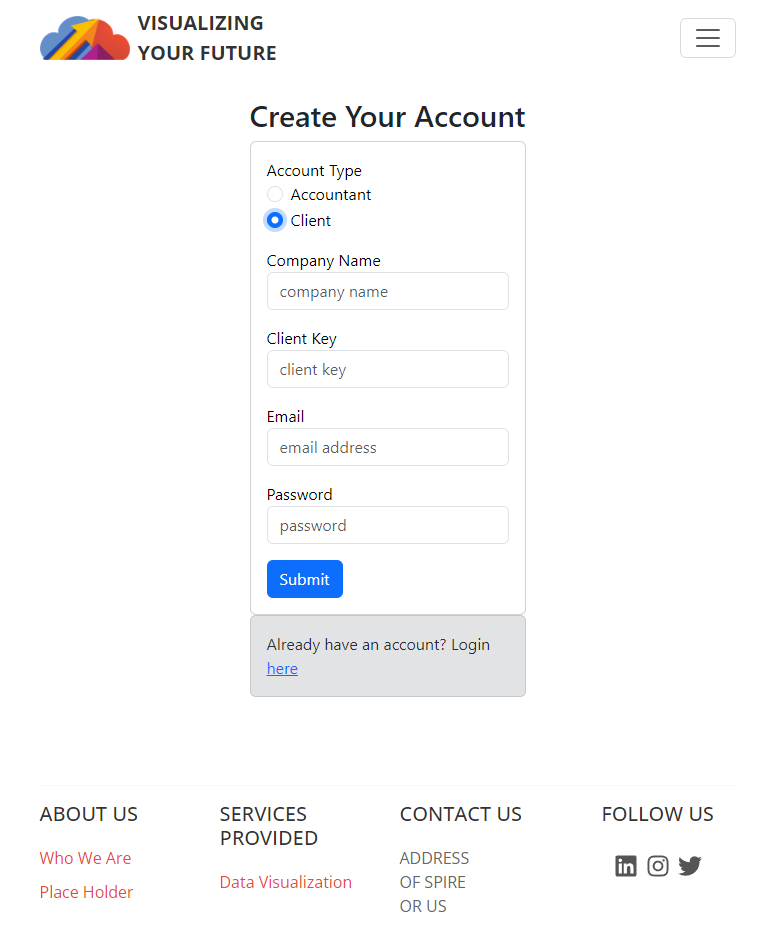 VISUALIZING
YOUR FUTURE
Create Your Account
Account Type
Accountant
Client
Company Name
company name
Client Key
client key
Email
email address
Password
password
Submit
Already have an account? Login
here
ABOUT US
Who We Are
Place Holder
SERVICES
PROVIDED
Data Visualization
CONTACT US
ADDRESS
OF SPIRE
OR US
FOLLOW US